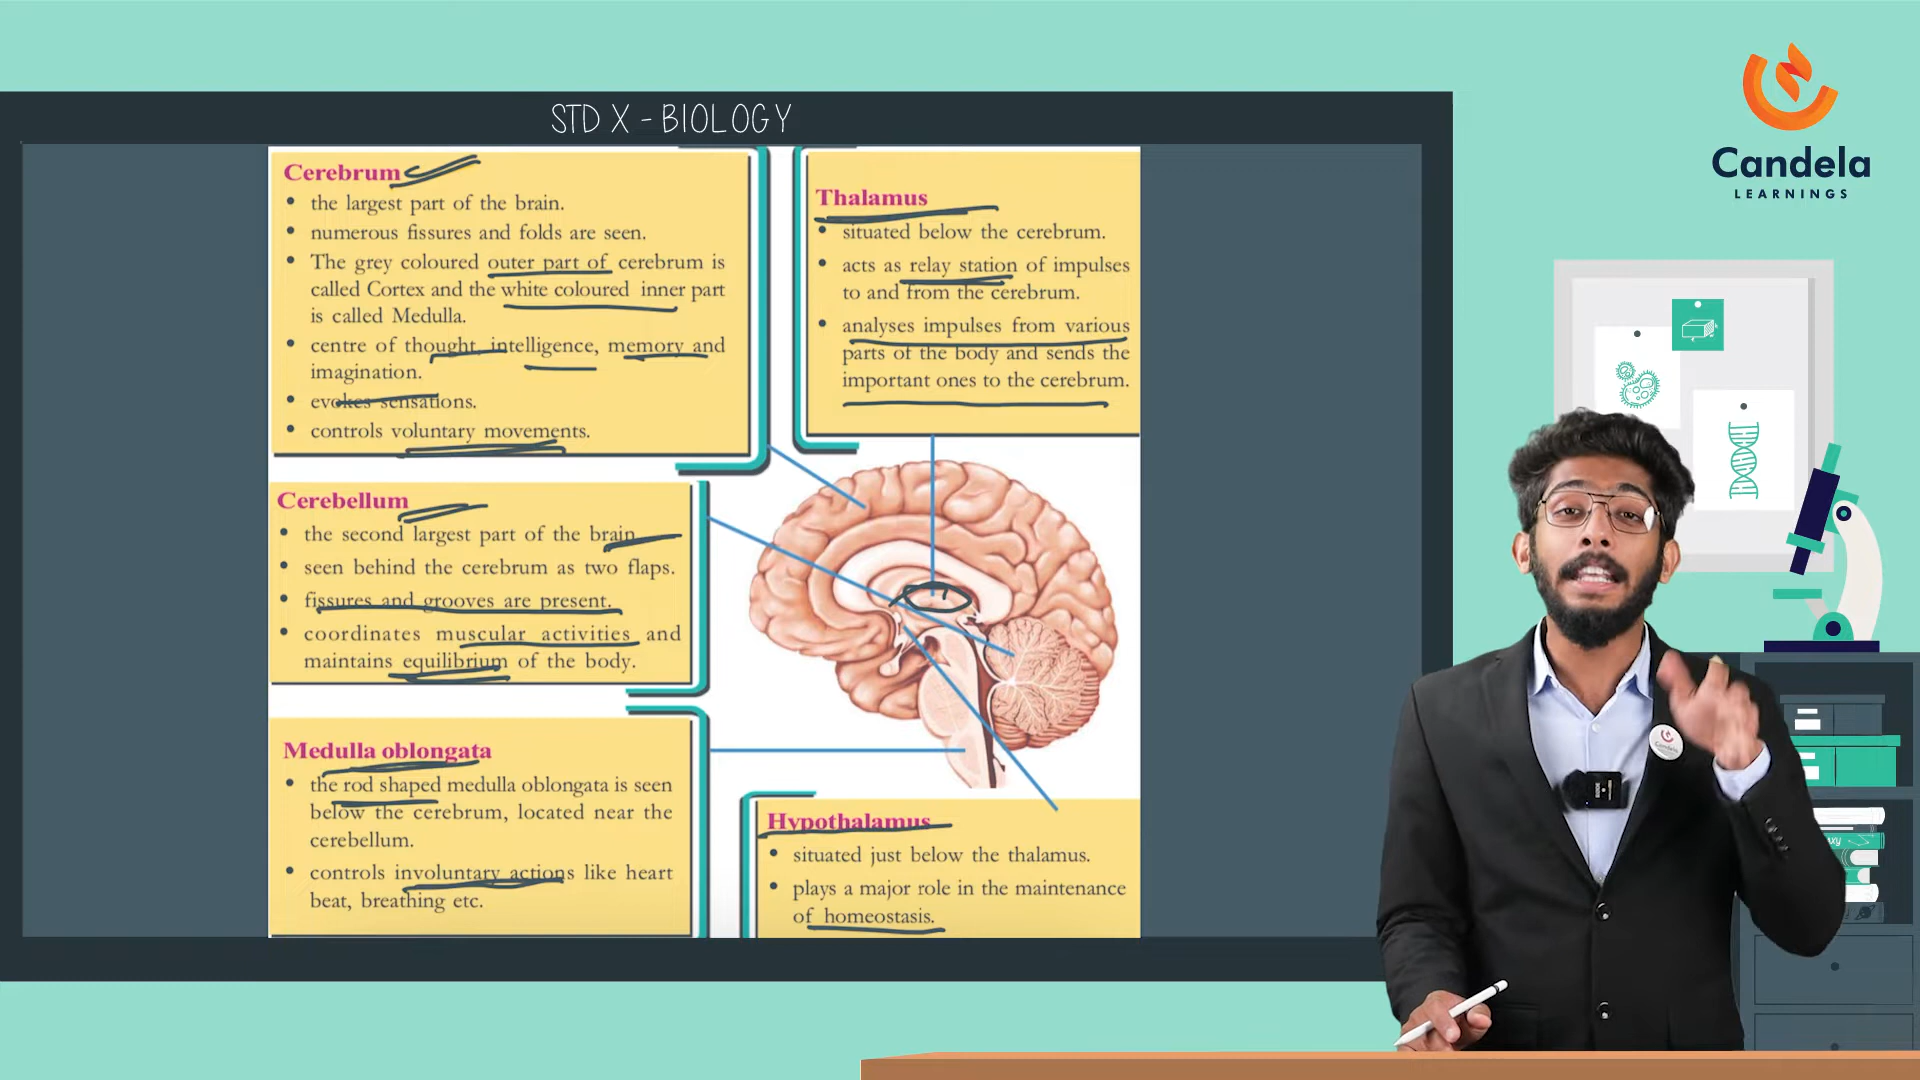 STD X - BIOLOGY
Candela
LEARNINGS
Cerebrum
• the largest part of the brain.
• numerous fissures and folds are seen.
• The grey coloured outer part of cerebrum is
called Cortex and the white coloured inner part
is called Medulla.
• centre of thought, intelligence, memory and
imagination.
• evokes sensations.
• controls voluntary movements.
Thalamus
• situated below the cerebrum.
• acts as relay station of impulses
to and from the cerebrum.
• analyses impulses from various
parts of the body and sends the
important ones to the cerebrum.
Cerebellum
• the second largest part of the brain
• seen behind the cerebrum as two flaps.
• fissures and grooves are present.
• coordinates muscular activities and
maintains equilibrium of the body.
Medulla oblongata
• the rod shaped medulla oblongata is seen
below the cerebrum, located near the
cerebellum.
• controls involuntary actions like heart
beat, breathing etc.
Hypothalamus
• situated just below the thalamus.
• plays a major role in the maintenance
of homeostasis.